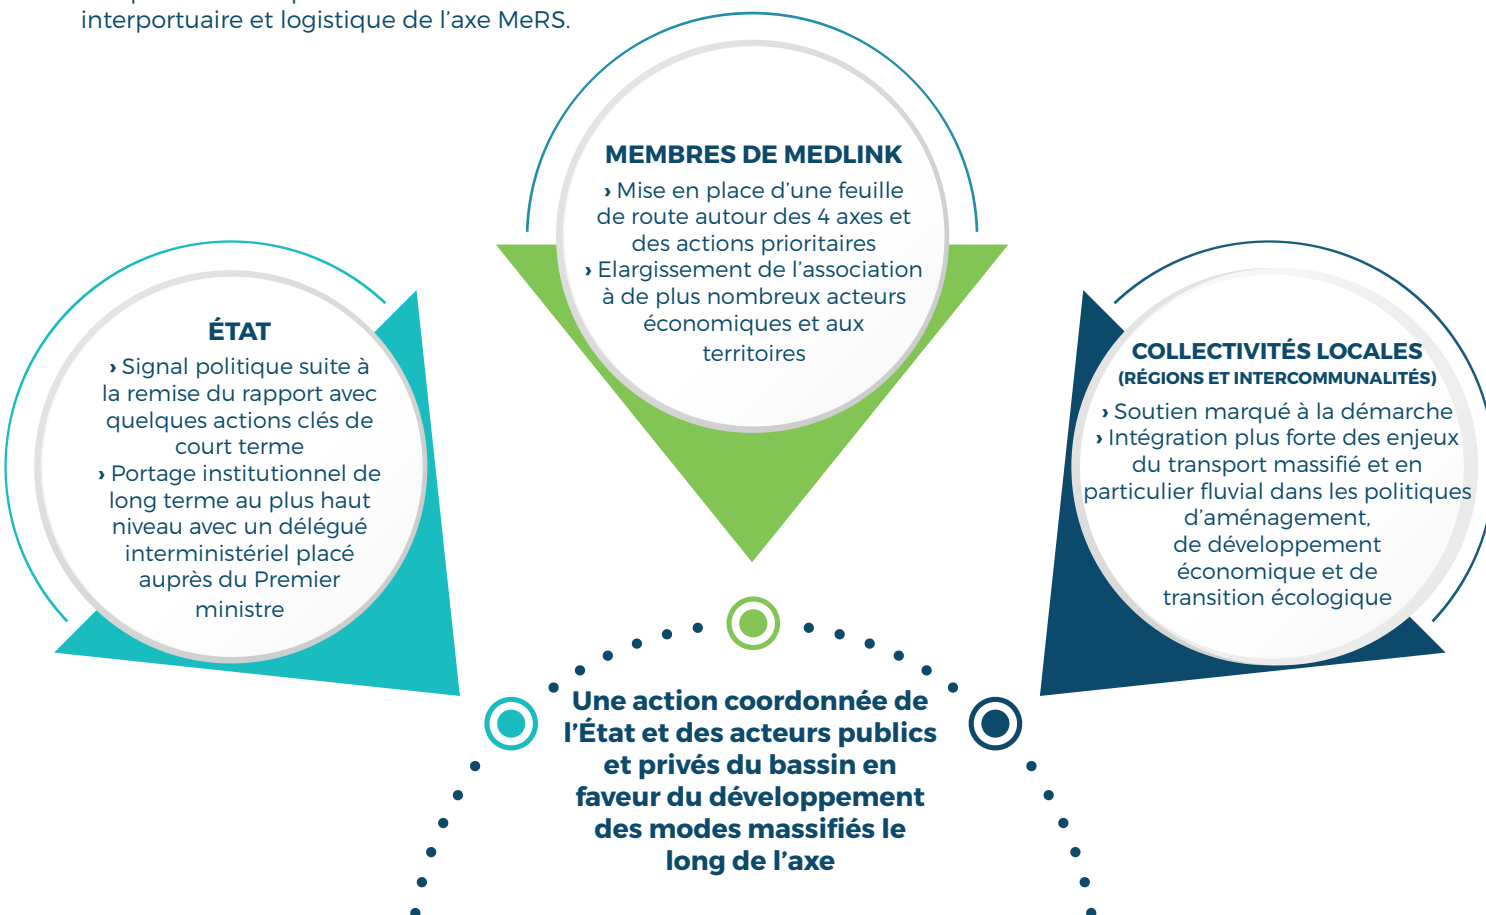 interportuaire et logistique de l’axe MeRS.
MEMBRES DE MEDLINK
› Mise en place d’une feuille
de route autour des 4 axes et
des actions prioritaires
› Elargissement de l’association
à de plus nombreux acteurs
économiques et aux
territoires
ÉTAT
› Signal politique suite à
la remise du rapport avec
quelques actions clés de
court terme
› Portage institutionnel de
long terme au plus haut
niveau avec un délégué
interministériel placé
auprès du Premier
ministre
COLLECTIVITÉS LOCALES
(RÉGIONS ET INTERCOMMUNALITÉS)
› Soutien marqué à la démarche
› Intégration plus forte des enjeux
du transport massifié et en
particulier fluvial dans les politiques
d’aménagement,
de développement
économique et de
transition écologique
Une action coordonnée de
l’État et des acteurs publics
et privés du bassin en
faveur du développement
des modes massifiés le
long de l’axe